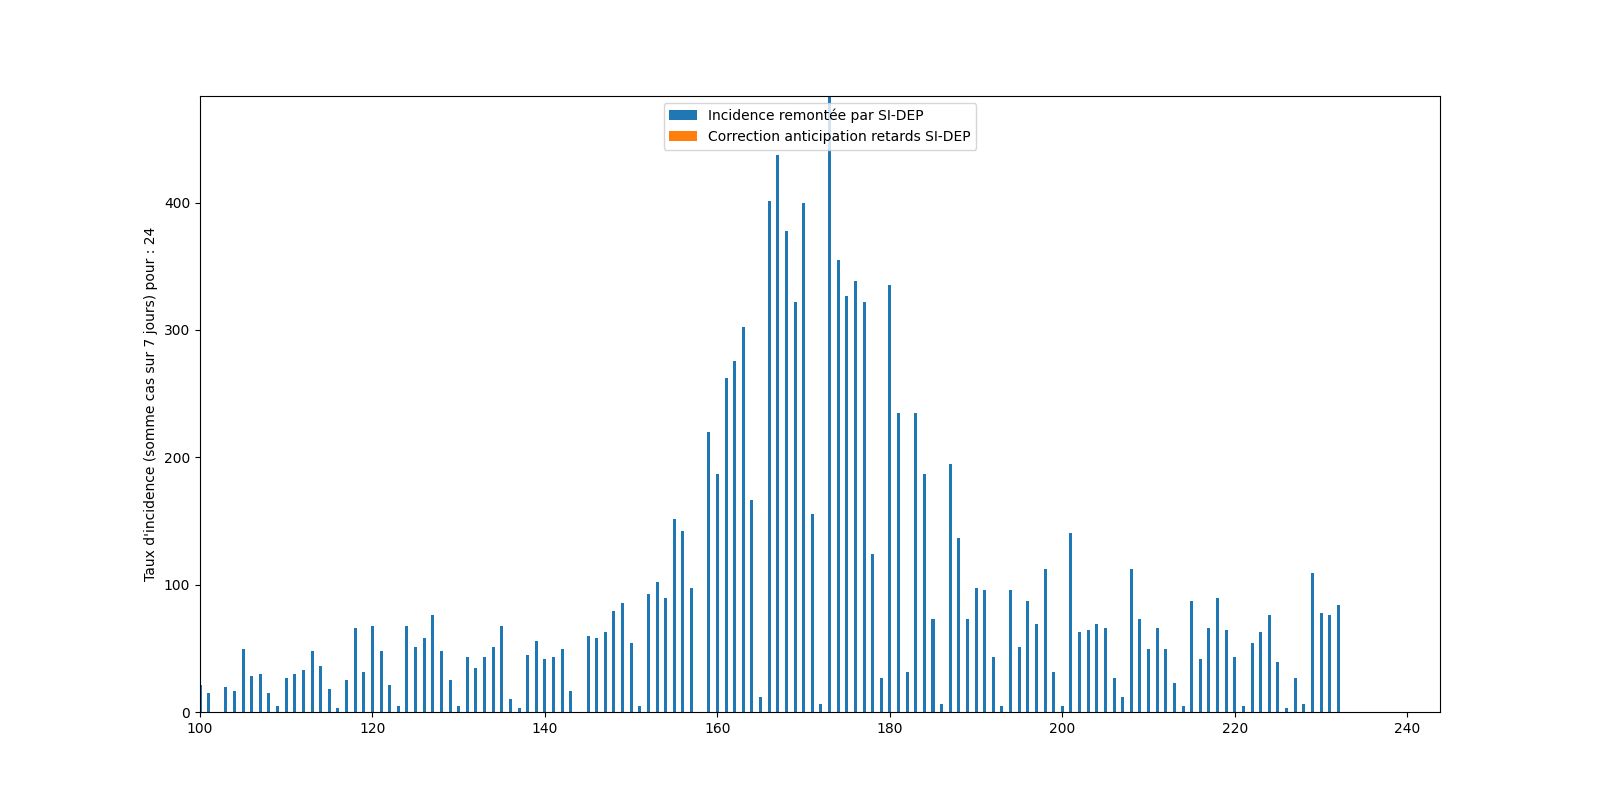 Incidence remontée par SI-DEP
Correction anticipation retards SI-DEP
Taux d'incidence (somme cas sur 7 jours) pour : 24
400
300
200
100
0
100 120 140 160 180 200 220 240